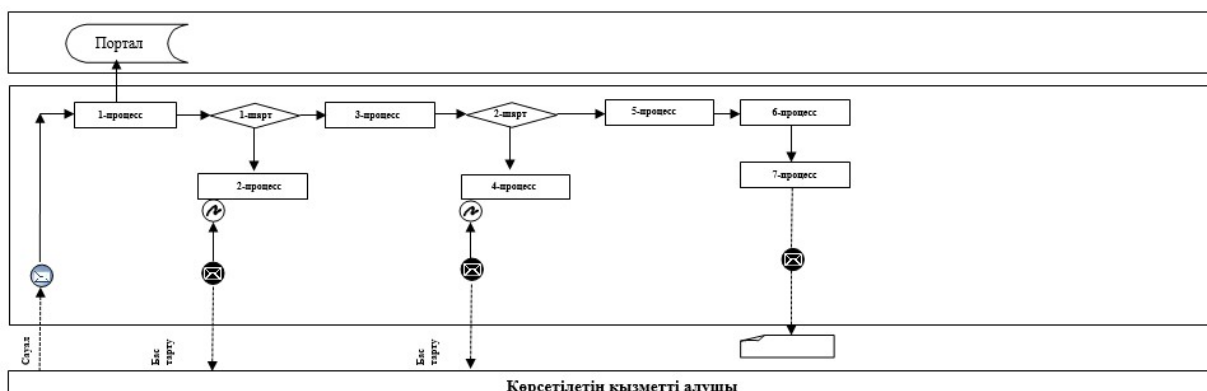 Портал
1-процесс
1-шарт
3-процесс
2-шарт
5-процесс
6-процесс
2-процесс
4-процесс
7-процесс
Сауал
Бас
тарту
Бас
тарту
Көрсетілетін қызметті алушы